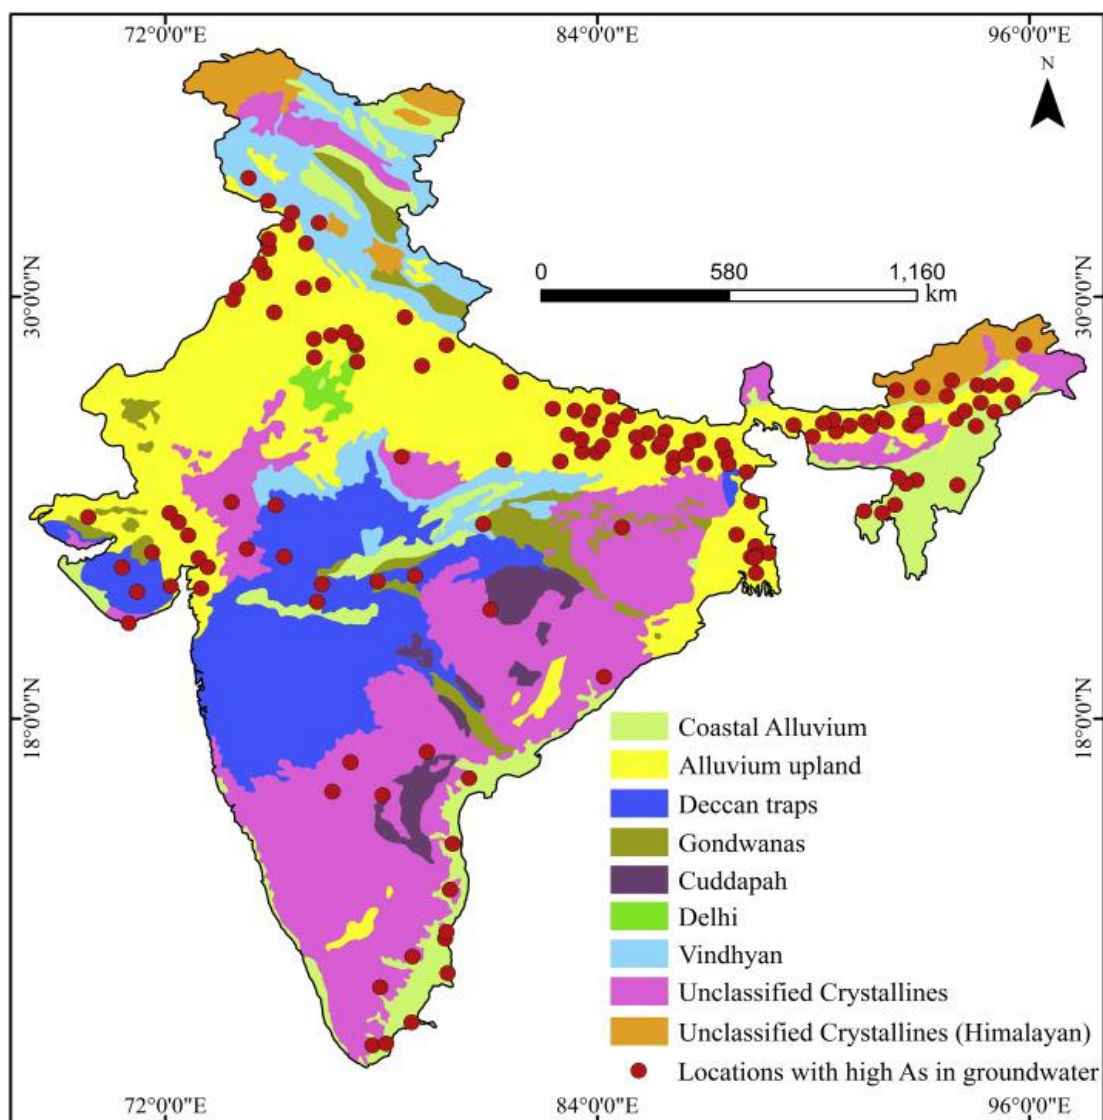 72°0'0"E 84°0'0"E 96°0'0"E
N
30°0'0"N 30°0'0"N
0 580 1,160
km
18°0'0"N 18°0'0"N
Coastal Alluvium
Alluvium upland
Deccan traps
Gondwanas
Cuddapah
Delhi
Vindhyan
Unclassified Crystallines
Unclassified Crystallines (Himalayan)
Locations with high As in groundwater
72°0'0"E 84°0'0"E 96°0'0"E